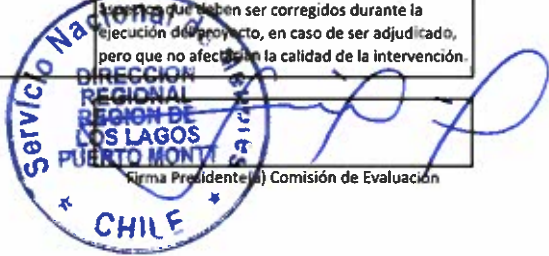 aspectos que deben ser corregidos durante la
ejecución del proyecto, en caso de ser adjudicado,
pero que no afectarían la calidad de la intervención.
Servicio Nacional de
DIRECCION
REGIONAL
REGION DE
LOS LAGOS
PUERTO MONTT
CHILE
Firma Presidente(a) Comisión de Evaluación